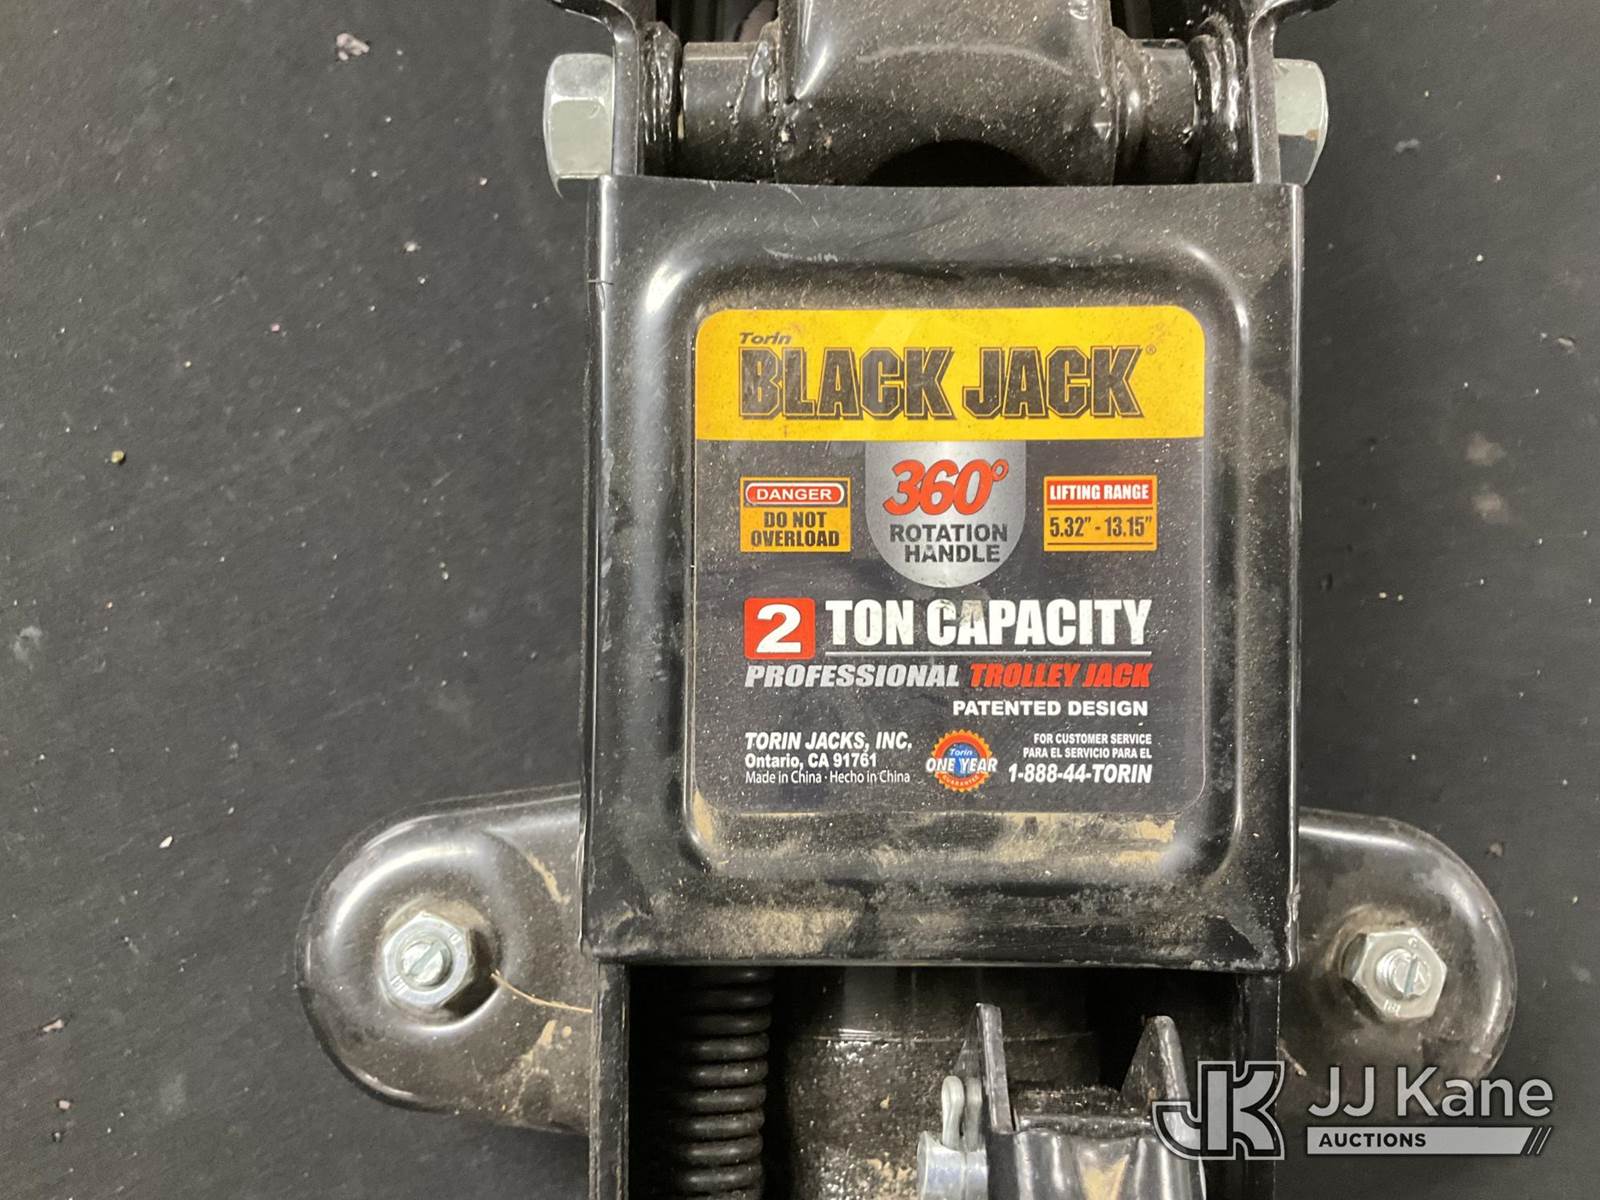 Torin
BLACK JACK®
DANGER
DO NOT
OVERLOAD
360°
ROTATION
HANDLE
LIFTING RANGE
5.32" - 13.15"
2 TON CAPACITY
PROFESSIONAL TROLLEY JACK
PATENTED DESIGN
TORIN JACKS, INC.
Ontario, CA 91761
Made in China · Hecho in China
Torin
ONE YEAR
GUARANTEE
FOR CUSTOMER SERVICE
PARA EL SERVICIO PARA EL
1-888-44-TORIN
JK JJ Kane
AUCTIONS